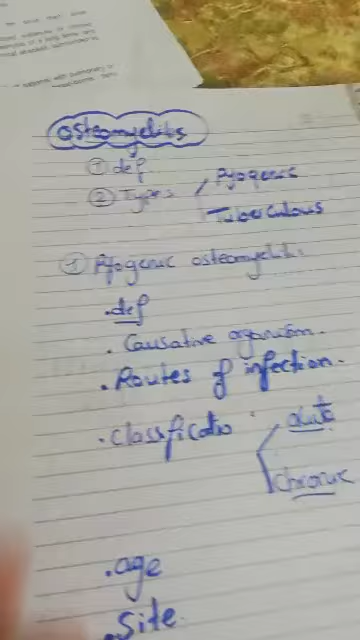 Osteomyelitis
① def
② Types Pyogenic
Tuberculous
① Pyogenic osteomyelitis
. def
. Causative organism.
. Routes of infection.
. Classificatio : acute
chronic
. age
. Site.